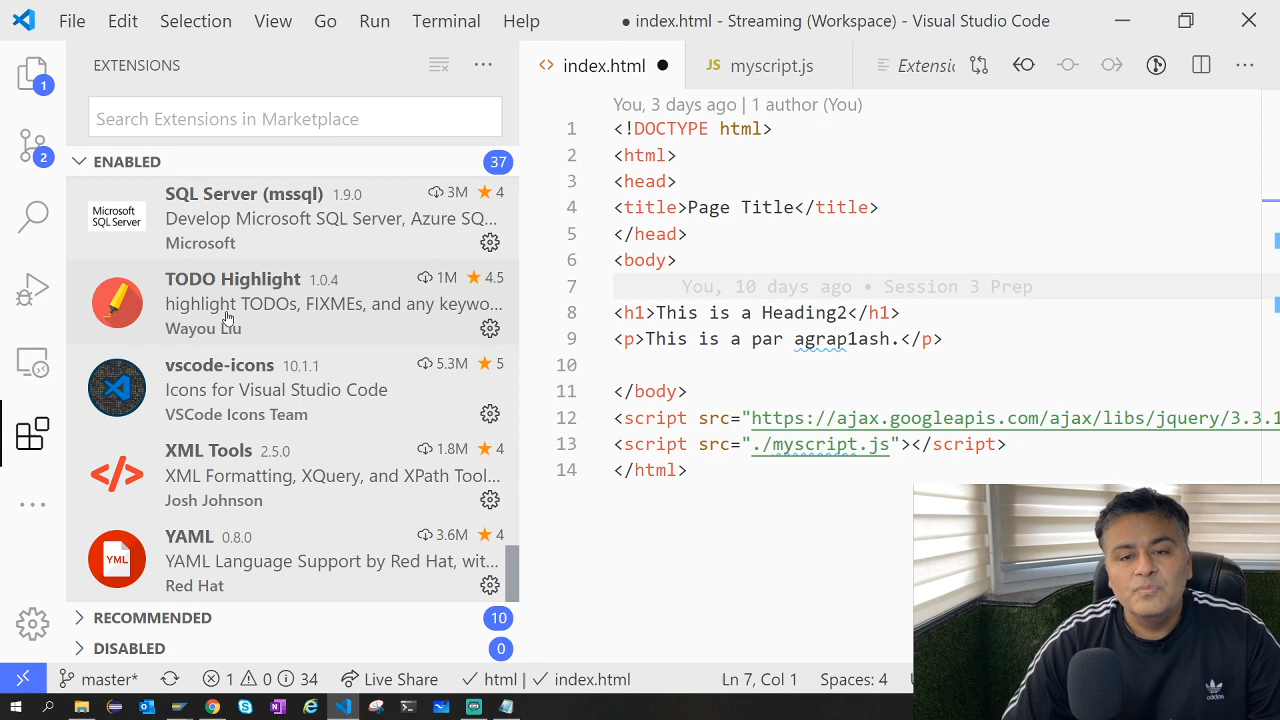 File Edit Selection View Go Run Terminal Help
● index.html - Streaming (Workspace) - Visual Studio Code
EXTENSIONS
Search Extensions in Marketplace
ENABLED 37
SQL Server (mssql) 1.9.0 3M 4
Microsoft SQL Server
Develop Microsoft SQL Server, Azure SQ...
Microsoft
TODO Highlight 1.0.4 1M 4.5
highlight TODOs, FIXMEs, and any keywo...
Wayou Liu
vscode-icons 10.1.1 5.3M 5
Icons for Visual Studio Code
VSCode Icons Team
XML Tools 2.5.0 1.8M 4
XML Formatting, XQuery, and XPath Tool...
Josh Johnson
YAML 0.8.0 3.6M 4
YML
YAML Language Support by Red Hat, wit...
Red Hat
RECOMMENDED 10
DISABLED 0
1
2
<> index.html ● JS myscript.js Extensi
You, 3 days ago | 1 author (You)
1 <!DOCTYPE html>
2 <html>
3 <head>
4 <title>Page Title</title>
5 </head>
6 <body>
7 You, 10 days ago • Session 3 Prep
8 <h1>This is a Heading2</h1>
9 <p>This is a par agrap1ash.</p>
10
11 </body>
12 <script src="https://ajax.googleapis.com/ajax/libs/jquery/3.3.1
13 <script src="./myscript.js"></script>
14 </html>
master* 1 0 34 Live Share html | index.html Ln 7, Col 1 Spaces: 4
adidas